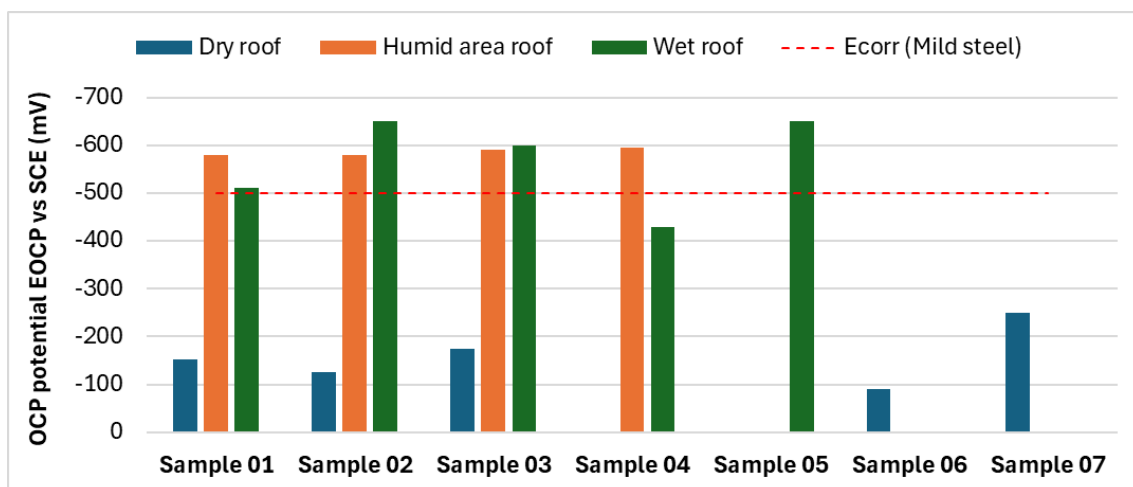 Dry roof Humid area roof Wet roof Ecorr (Mild steel)
OCP potential EOCP vs SCE (mV)
-700
-600
-500
-400
-300
-200
-100
0
Sample 01 Sample 02 Sample 03 Sample 04 Sample 05 Sample 06 Sample 07